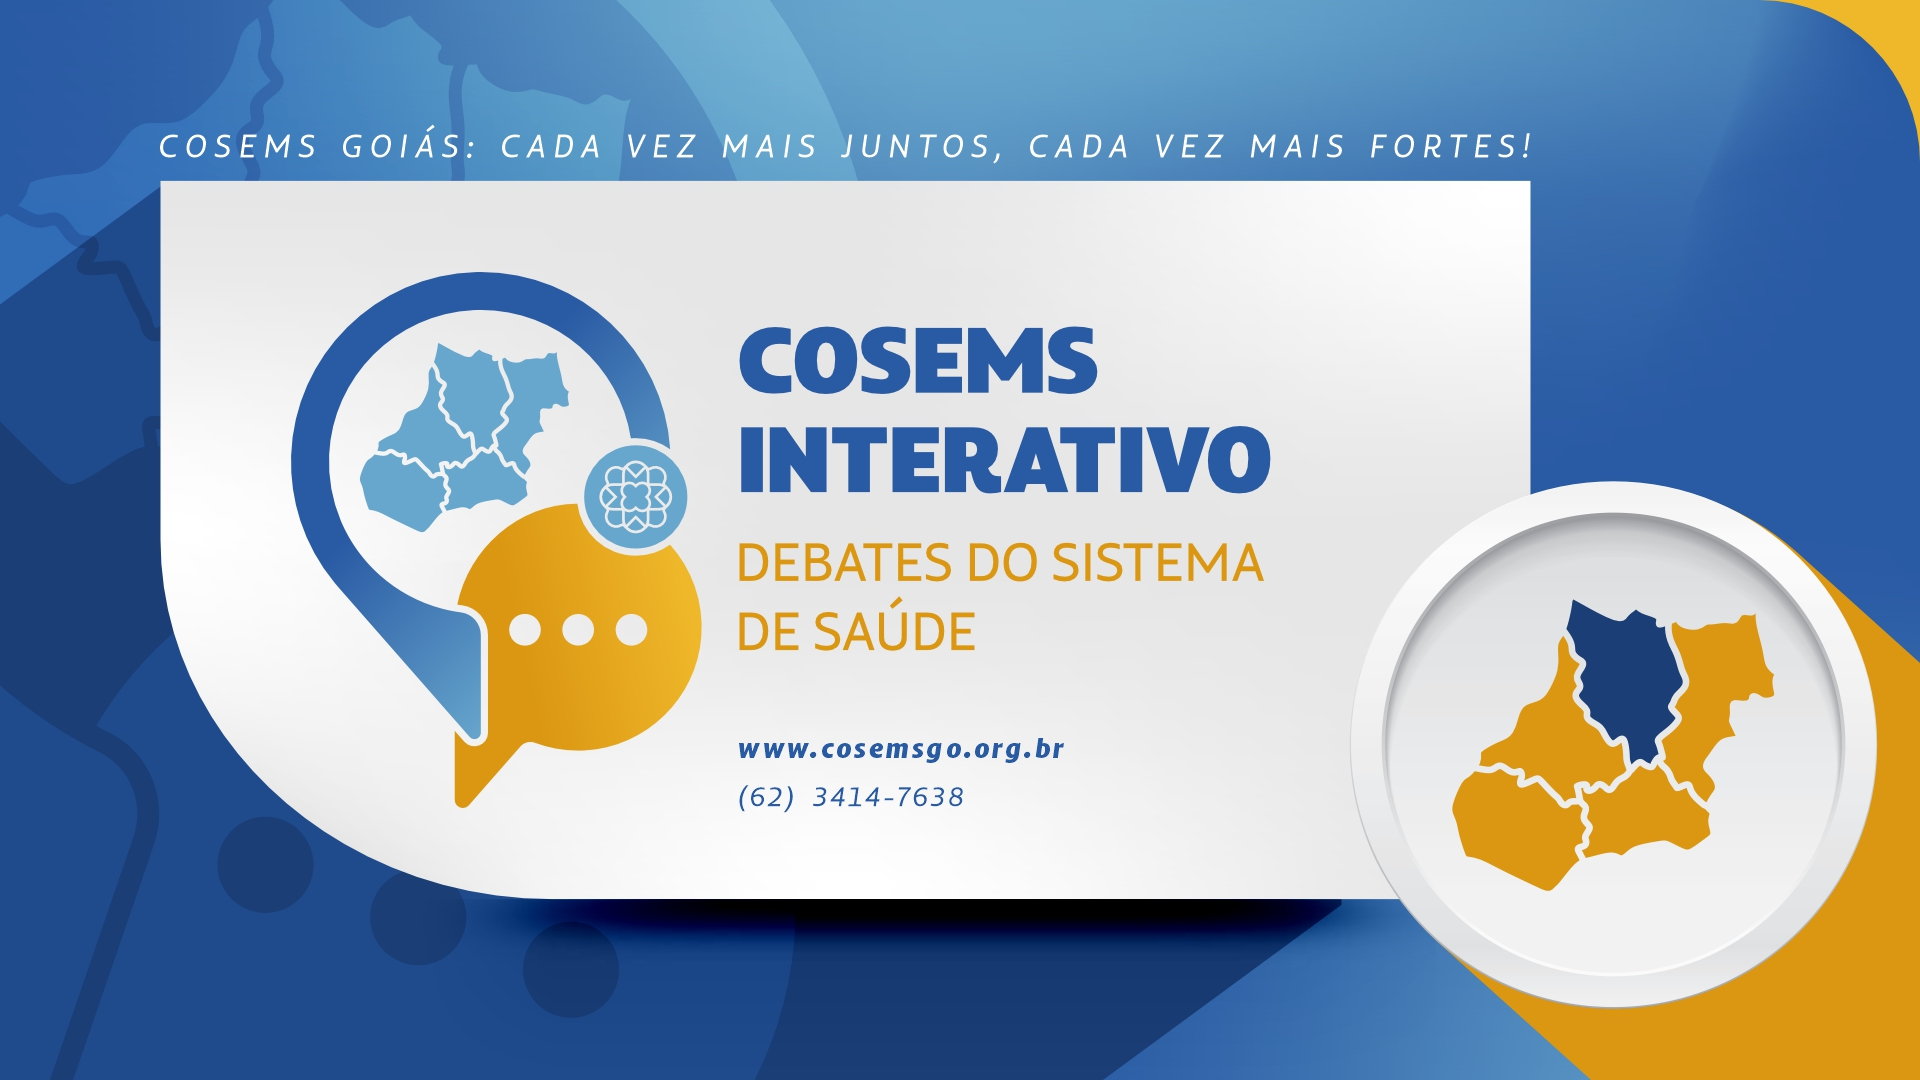 COSEMS GOIÁS: CADA VEZ MAIS JUNTOS, CADA VEZ MAIS FORTES!
COSEMS
INTERATIVO
DEBATES DO SISTEMA
DE SAÚDE
www.cosemsgo.org.br
(62) 3414-7638